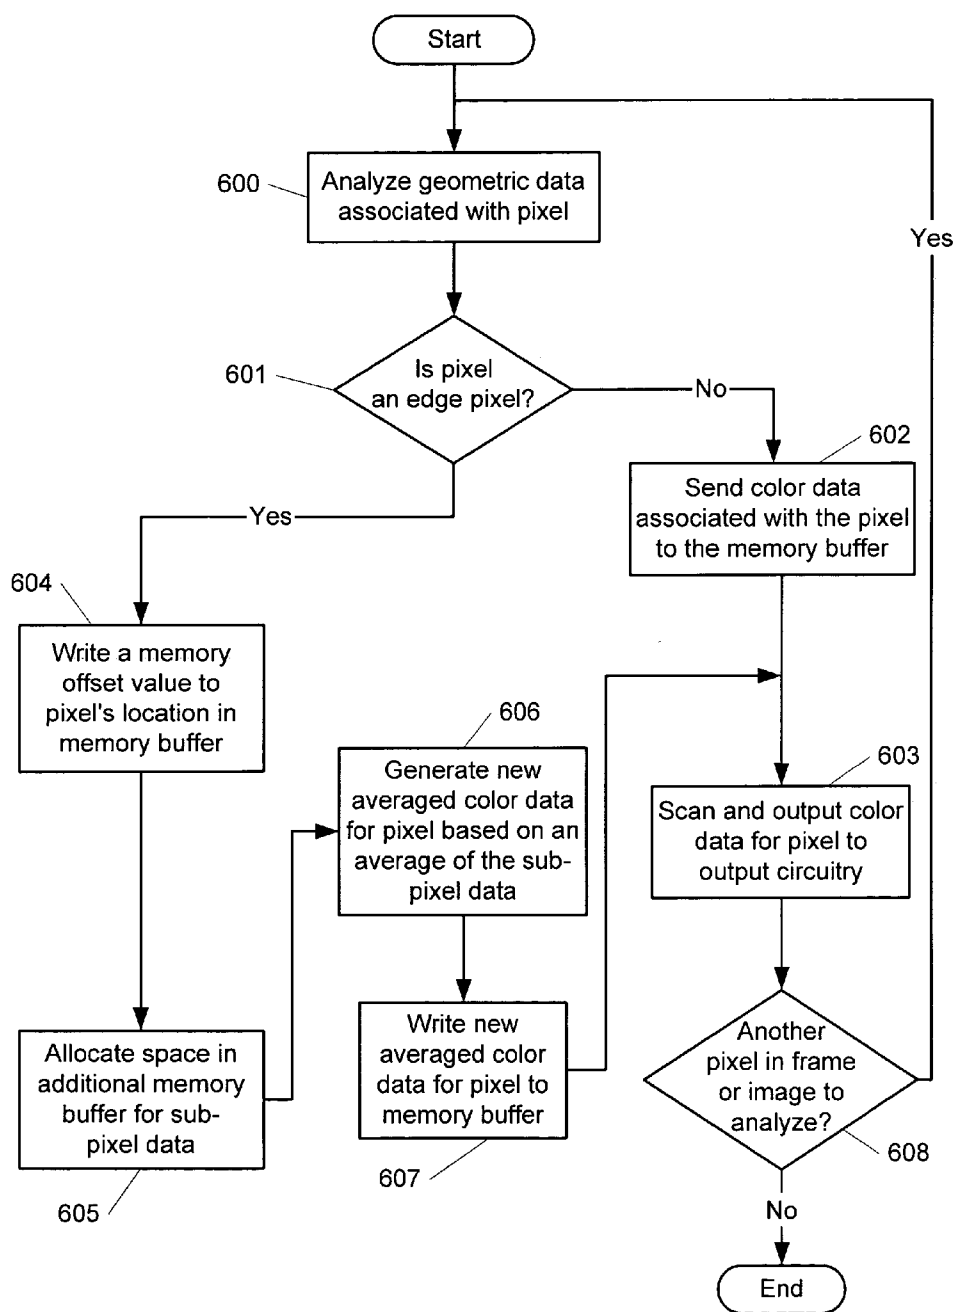 Start
600
Analyze geometric data
associated with pixel
Yes
601
Is pixel
an edge pixel?
No
602
Send color data
associated with the pixel
to the memory buffer
Yes
604
Write a memory
offset value to
pixel's location in
memory buffer
606
Generate new
averaged color data
for pixel based on an
average of the sub-
pixel data
603
Scan and output color
data for pixel to
output circuitry
605
Allocate space in
additional memory
buffer for sub-
pixel data
607
Write new
averaged color
data for pixel to
memory buffer
Another
pixel in frame
or image to
analyze?
608
No
End